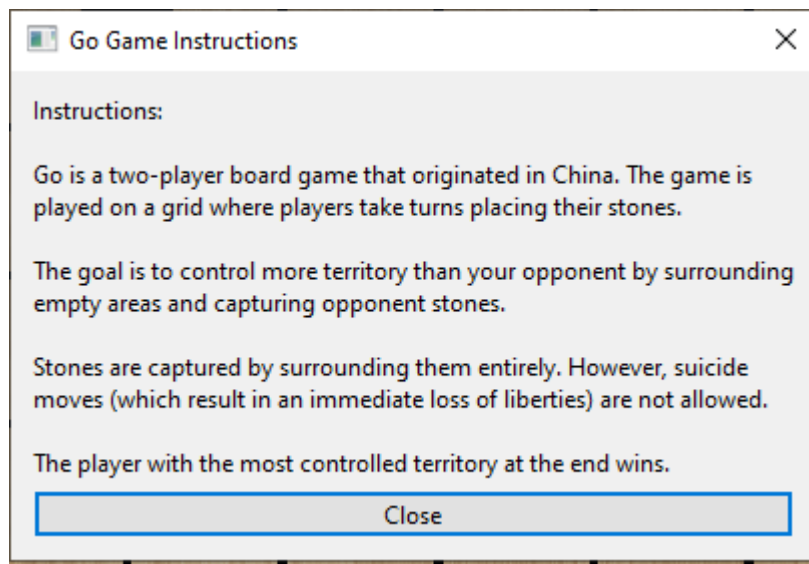 Go Game Instructions
Instructions:
Go is a two-player board game that originated in China. The game is
played on a grid where players take turns placing their stones.
The goal is to control more territory than your opponent by surrounding
empty areas and capturing opponent stones.
Stones are captured by surrounding them entirely. However, suicide
moves (which result in an immediate loss of liberties) are not allowed.
The player with the most controlled territory at the end wins.
Close